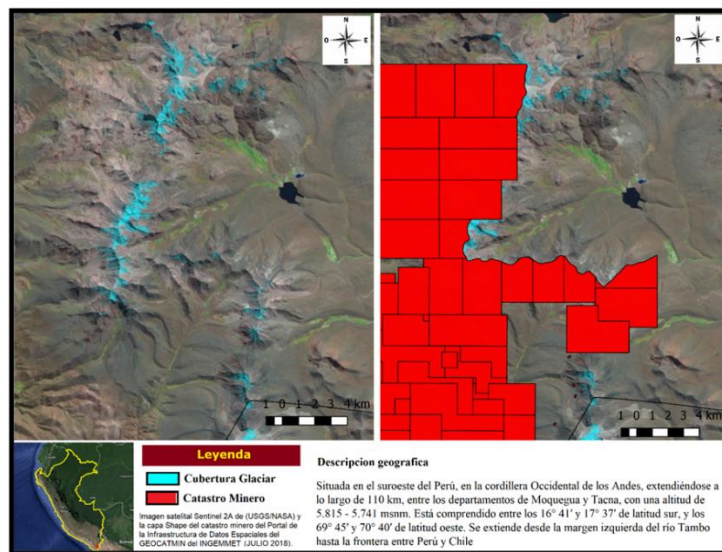 N
O
E
S
N
O
E
S
1 0 1 2 3 4 km
1 0 1 2 3 4 km
Leyenda
Cubertura Glaciar
Catastro Minero
Imagen satelital Sentinel 2A de (USGS/NASA) y
la capa Shape del catastro minero del Portal de
la Infraestructura de Datos Espaciales del
GEOCATMIN del INGEMMET (JULIO 2018).
Descripcion geografica
Situada en el suroeste del Perú, en la cordillera Occidental de los Andes, extendiéndose a
lo largo de 110 km, entre los departamentos de Moquegua y Tacna, con una altitud de
5.815 - 5.741 msnm. Está comprendido entre los 16° 41' y 17° 37' de latitud sur, y los
69° 45' y 70° 40' de latitud oeste. Se extiende desde la margen izquierda del río Tambo
hasta la frontera entre Perú y Chile